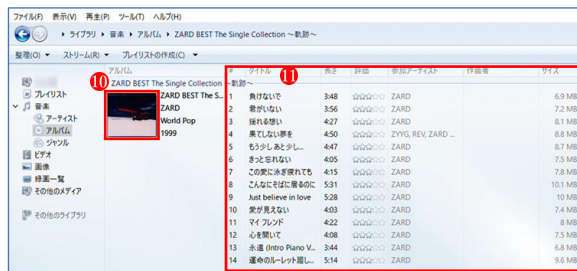 ファイル(F) 表示(V) 再生(P) ツール(T) ヘルプ(H)
ライブラリ ▸ 音楽 ▸ アルバム ▸ ZARD BEST The Single Collection ～軌跡～
整理(O) ストリーム(R) プレイリストの作成(C)
アルバム # タイトル 長さ 評価 参加アーティスト 作曲者 サイズ
10 11
ZARD BEST The Single Collection ～軌跡～
プレイリスト
音楽
アーティスト
アルバム
ジャンル
ビデオ
画像
録画一覧
その他のメディア
その他のライブラリ
ZARD BEST The S...
ZARD
World Pop
1999
1 負けないで 3:48 ZARD 6.9 MB
2 君がいない 3:56 ZARD 7.2 MB
3 揺れる想い 4:27 ZARD 8.1 MB
4 果てしない夢を 4:50 ZYYG, REV, ZARD ... 8.8 MB
5 もう少し あと少し... 4:47 ZARD 8.7 MB
6 きっと忘れない 4:05 ZARD 7.5 MB
7 この愛に泳ぎ疲れても 4:15 ZARD 7.8 MB
8 こんなにそばに居るのに 5:31 ZARD 10.1 MB
9 Just believe in love 5:28 ZARD 10 MB
10 愛が見えない 4:03 ZARD 7.4 MB
11 マイ フレンド 4:22 ZARD 8 MB
12 心を開いて 4:08 ZARD 7.5 MB
13 永遠 (Intro Piano V... 3:44 ZARD 6.8 MB
14 運命のルーレット廻し... 5:14 ZARD 9.6 MB